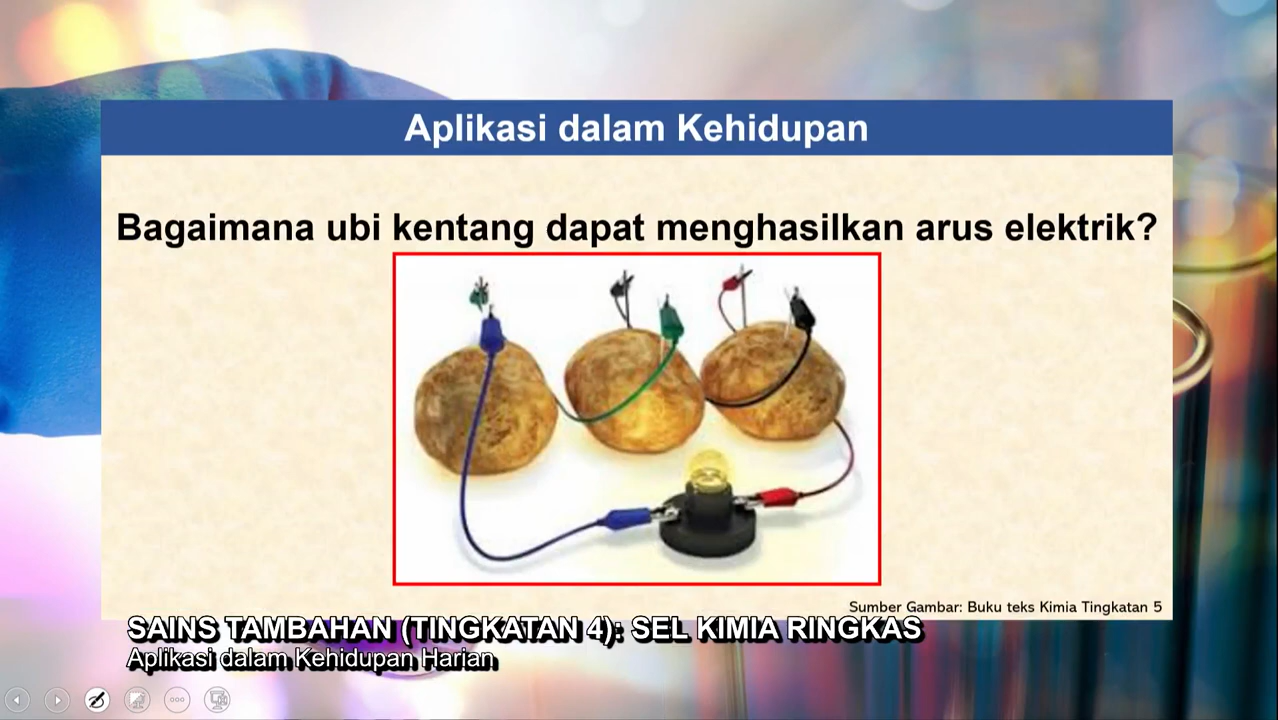 Aplikasi dalam Kehidupan
Bagaimana ubi kentang dapat menghasilkan arus elektrik?
Sumber Gambar: Buku teks Kimia Tingkatan 5
SAINS TAMBAHAN (TINGKATAN 4): SEL KIMIA RINGKAS
Aplikasi dalam Kehidupan Harian